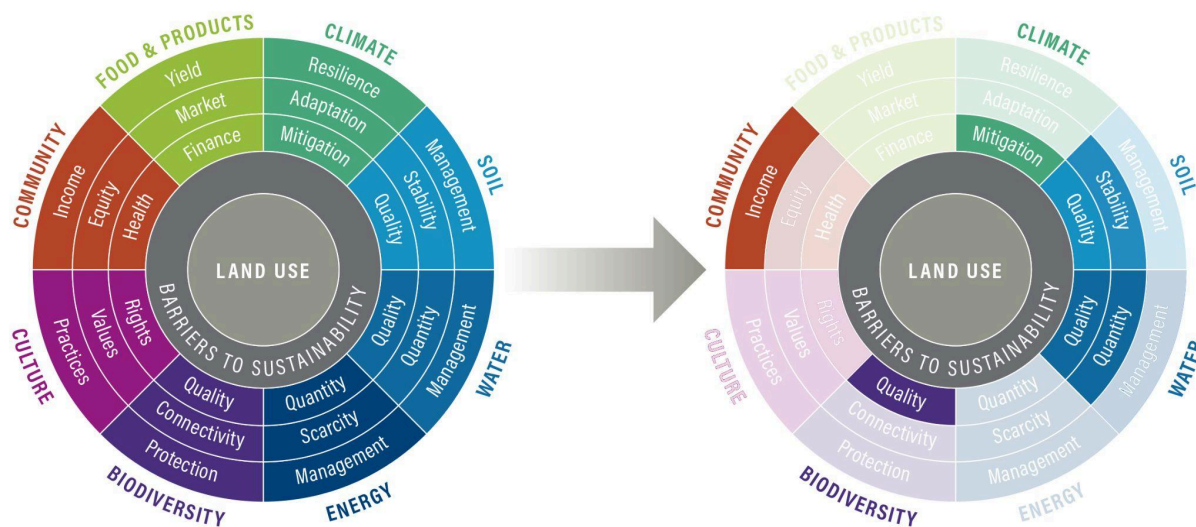 FOOD & PRODUCTS
Yield
Market
Finance
CLIMATE
Resilience
Adaptation
Mitigation
SOIL
Management
Stability
Quality
WATER
Quality
Quantity
Management
ENERGY
Quantity
Scarcity
Management
BIODIVERSITY
Quality
Connectivity
Protection
CULTURE
Rights
Values
Practices
COMMUNITY
Income
Equity
Health
LAND USE
BARRIERS TO SUSTAINABILITY
FOOD & PRODUCTS
Yield
Market
Finance
CLIMATE
Resilience
Adaptation
Mitigation
SOIL
Management
Stability
Quality
WATER
Quality
Quantity
Management
ENERGY
Quantity
Scarcity
Management
BIODIVERSITY
Quality
Connectivity
Protection
CULTURE
Rights
Values
Practices
COMMUNITY
Income
Equity
Health
LAND USE
BARRIERS TO SUSTAINABILITY